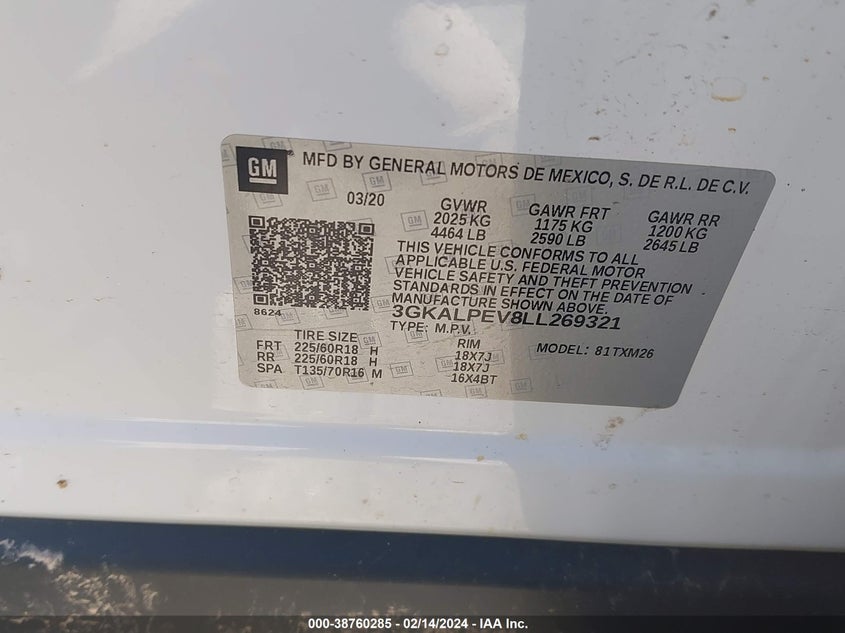 GM ® MFD BY GENERAL MOTORS DE MEXICO, S. DE R.L. DE C.V.
03/20
GVWR
2025 KG
4464 LB
GAWR FRT
1175 KG
2590 LB
GAWR RR
1200 KG
2645 LB
THIS VEHICLE CONFORMS TO ALL
APPLICABLE U.S. FEDERAL MOTOR
VEHICLE SAFETY AND THEFT PREVENTION
STANDARDS IN EFFECT ON THE DATE OF
MANUFACTURE SHOWN ABOVE.
8624
3GKALPEV8LL269321
TYPE: M.P.V.
MODEL: 81TXM26
TIRE SIZE RIM
FRT 225/60R18 H 18X7J
RR 225/60R18 H 18X7J
SPA T135/70R16 M 16X4BT
000-38760285 - 02/14/2024 - IAA Inc.